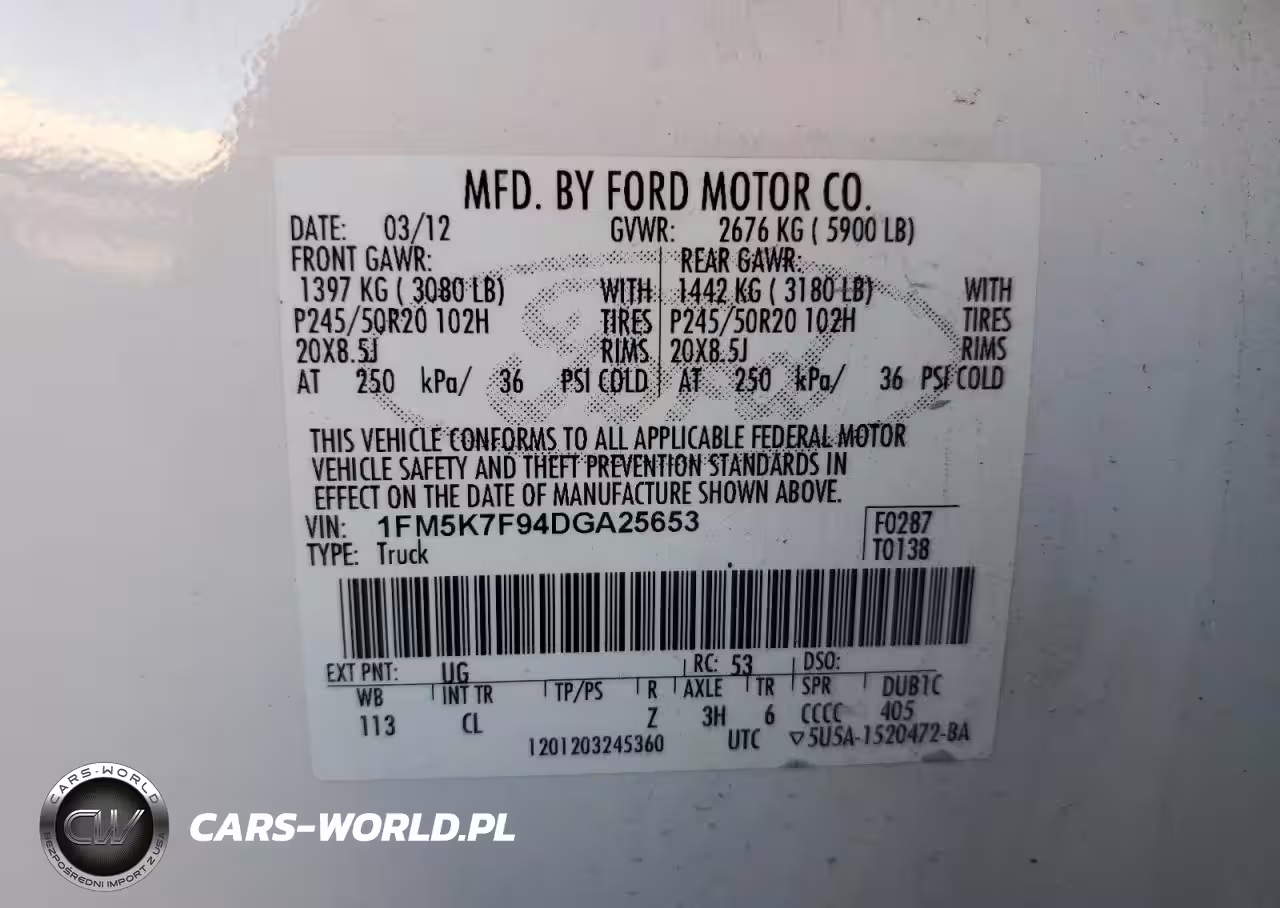 MFD. BY FORD MOTOR CO.
DATE: 03/12 GVWR: 2676 KG ( 5900 LB)
FRONT GAWR: REAR GAWR:
1397 KG ( 3080 LB) WITH 1442 KG ( 3180 LB) WITH
P245/50R20 102H TIRES P245/50R20 102H TIRES
20X8.5J RIMS 20X8.5J RIMS
AT 250 kPa/ 36 PSI COLD AT 250 kPa/ 36 PSI COLD
THIS VEHICLE CONFORMS TO ALL APPLICABLE FEDERAL MOTOR
VEHICLE SAFETY AND THEFT PREVENTION STANDARDS IN
EFFECT ON THE DATE OF MANUFACTURE SHOWN ABOVE.
VIN: 1FM5K7F94DGA25653 F0287
TYPE: Truck T0138
EXT PNT: UG RC: 53 DSO:
WB INT TR TP/PS R AXLE TR SPR DUB1C
113 CL Z 3H 6 CCCC 405
1201203245360 UTC ▽5U5A-1520472-BA
CARS-WORLD
CW
BEZPOŚREDNI IMPORT Z USA
CARS-WORLD.PL